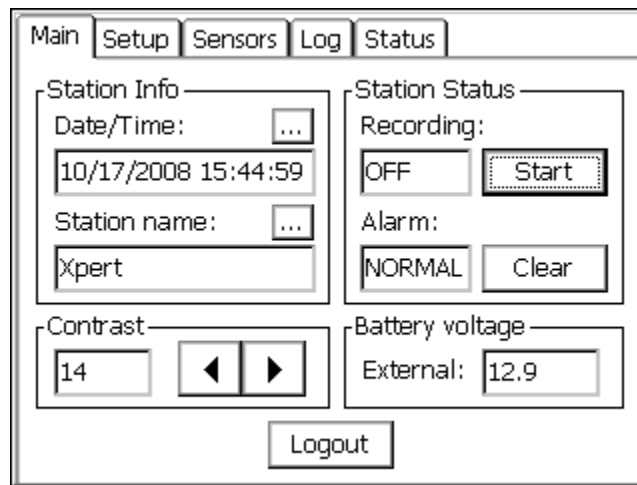 Main Setup Sensors Log Status
Station Info
Date/Time: ...
10/17/2008 15:44:59
Station name: ...
Xpert
Station Status
Recording:
OFF Start
Alarm:
NORMAL Clear
Contrast
14
Battery voltage
External: 12.9
Logout